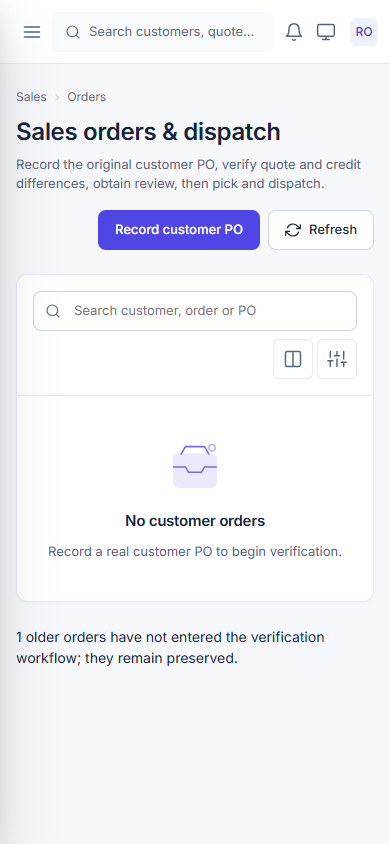 Search customers, quote...
RO
Sales > Orders
Sales orders & dispatch
Record the original customer PO, verify quote and credit
differences, obtain review, then pick and dispatch.
Record customer PO
Refresh
Search customer, order or PO
No customer orders
Record a real customer PO to begin verification.
1 older orders have not entered the verification
workflow; they remain preserved.